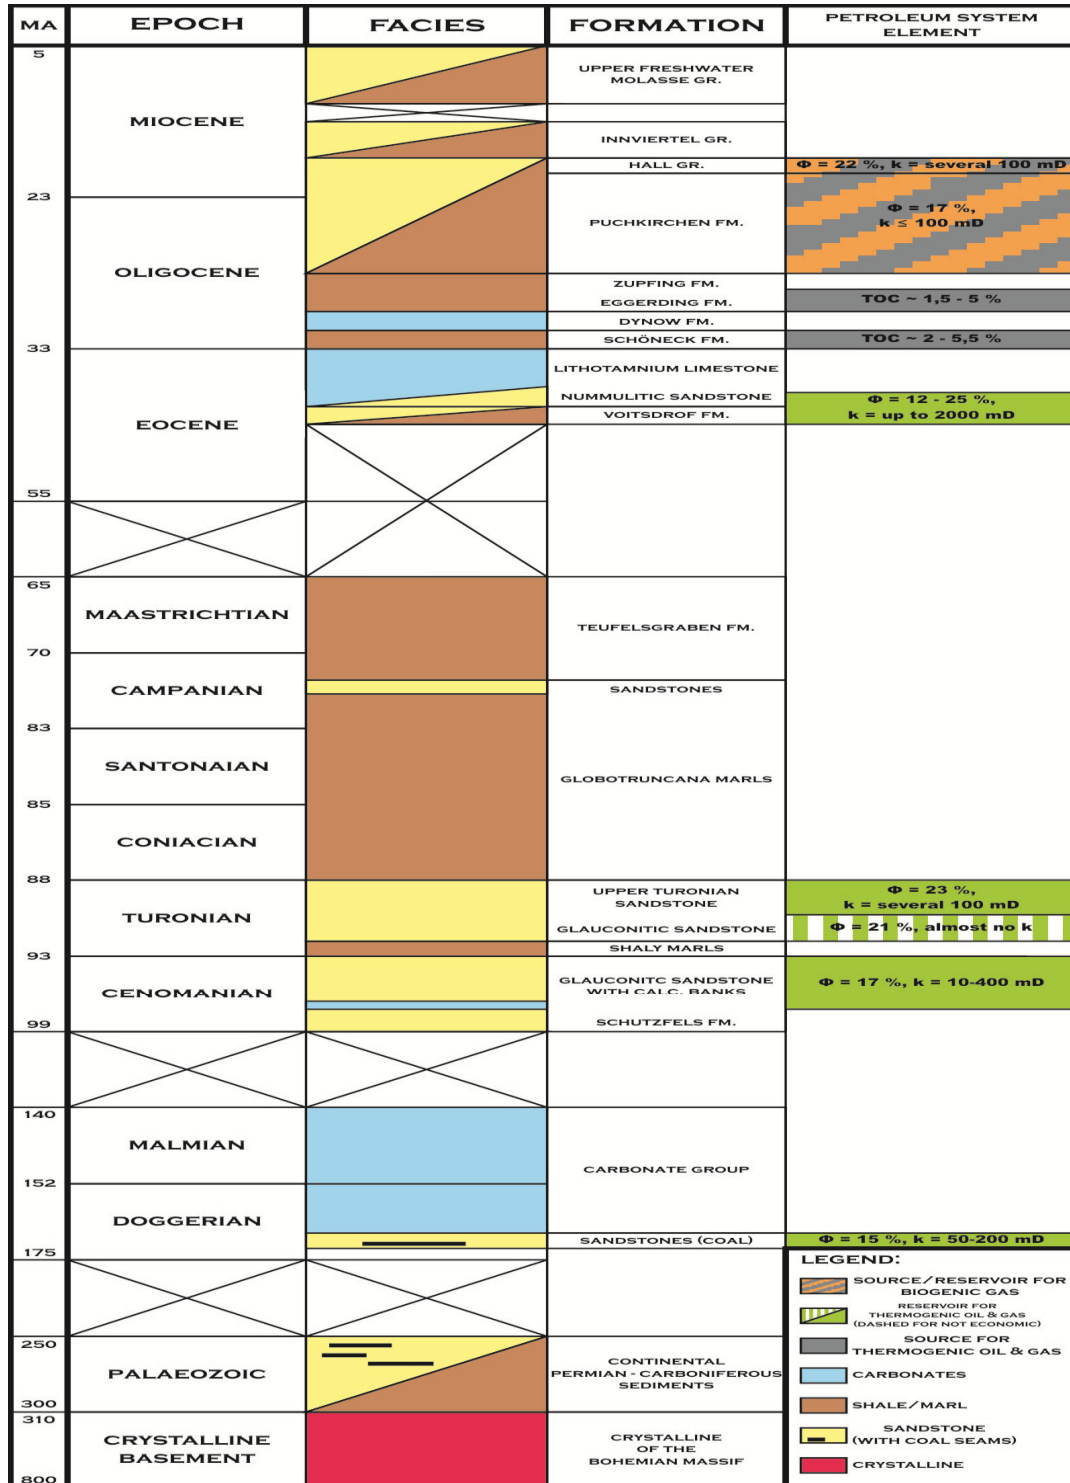 MA
EPOCH
FACIES
FORMATION
PETROLEUM SYSTEM
ELEMENT
5
MIOCENE
UPPER FRESHWATER
MOLASSE GR.
INNVIERTEL GR.
HALL GR.
Φ = 22 %, k = several 100 mD
23
PUCHKIRCHEN FM.
Φ = 17 %,
k ≤ 100 mD
OLIGOCENE
ZUPFING FM.
EGGERDING FM.
TOC ~ 1,5 - 5 %
DYNOW FM.
SCHÖNECK FM.
TOC ~ 2 - 5,5 %
33
EOCENE
LITHOTAMNIUM LIMESTONE
NUMMULITIC SANDSTONE
VOITSDROF FM.
Φ = 12 - 25 %,
k = up to 2000 mD
55
65
MAASTRICHTIAN
TEUFELSGRABEN FM.
70
CAMPANIAN
SANDSTONES
83
SANTONAIAN
GLOBOTRUNCANA MARLS
85
CONIACIAN
88
TURONIAN
UPPER TURONIAN
SANDSTONE
Φ = 23 %,
k = several 100 mD
GLAUCONITIC SANDSTONE
Φ = 21 %, almost no k
SHALY MARLS
93
CENOMANIAN
GLAUCONITC SANDSTONE
WITH CALC. BANKS
Φ = 17 %, k = 10-400 mD
SCHUTZFELS FM.
99
140
MALMIAN
CARBONATE GROUP
152
DOGGERIAN
SANDSTONES (COAL)
Φ = 15 %, k = 50-200 mD
175
250
PALAEOZOIC
CONTINENTAL
PERMIAN - CARBONIFEROUS
SEDIMENTS
300
310
CRYSTALLINE
BASEMENT
CRYSTALLINE
OF THE
BOHEMIAN MASSIF
800
LEGEND:
SOURCE/RESERVOIR FOR
BIOGENIC GAS
RESERVOIR FOR
THERMOGENIC OIL & GAS
(DASHED FOR NOT ECONOMIC)
SOURCE FOR
THERMOGENIC OIL & GAS
CARBONATES
SHALE/MARL
SANDSTONE
(WITH COAL SEAMS)
CRYSTALLINE